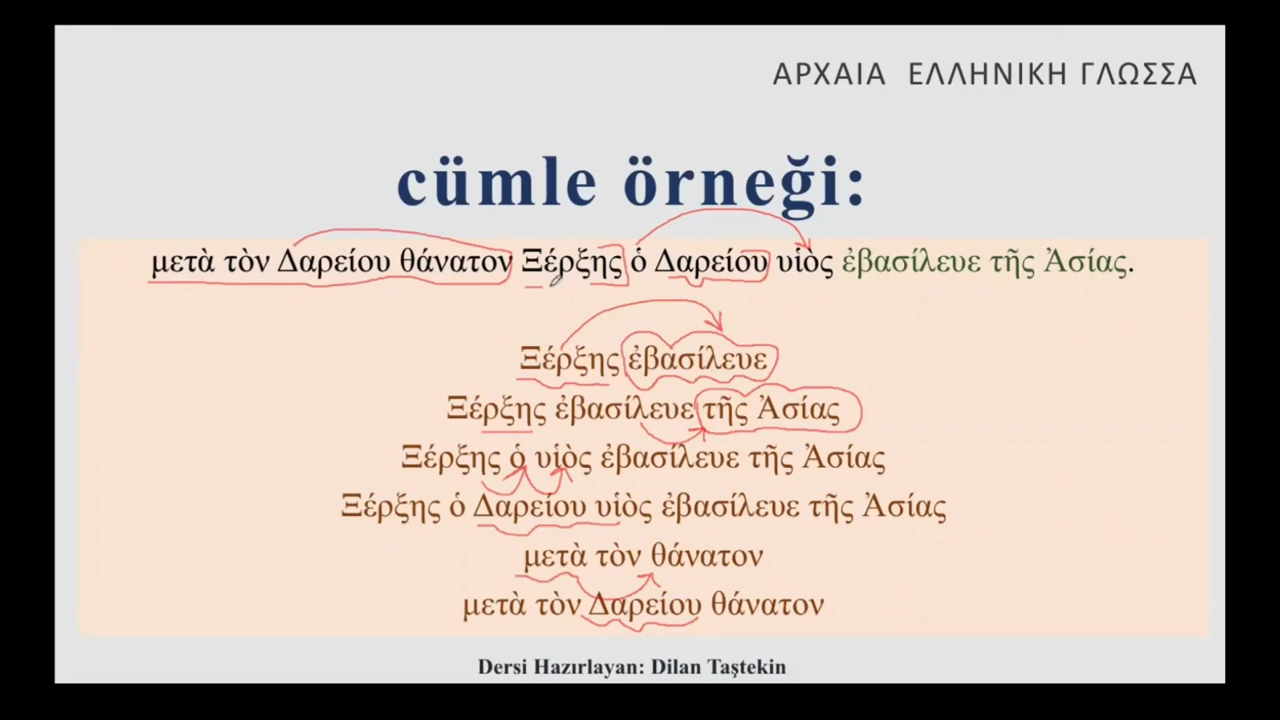 ΑΡΧΑΙΑ ΕΛΛΗΝΙΚΗ ΓΛΩΣΣΑ
cümle örneği:
μετὰ τὸν Δαρείου θάνατον Ξέρξης ὁ Δαρείου υἱὸς ἐβασίλευε τῆς Ἀσίας.
Ξέρξης ἐβασίλευε
Ξέρξης ἐβασίλευε τῆς Ἀσίας
Ξέρξης ὁ υἱὸς ἐβασίλευε τῆς Ἀσίας
Ξέρξης ὁ Δαρείου υἱὸς ἐβασίλευε τῆς Ἀσίας
μετὰ τὸν θάνατον
μετὰ τὸν Δαρείου θάνατον
Dersi Hazırlayan: Dilan Taştekin